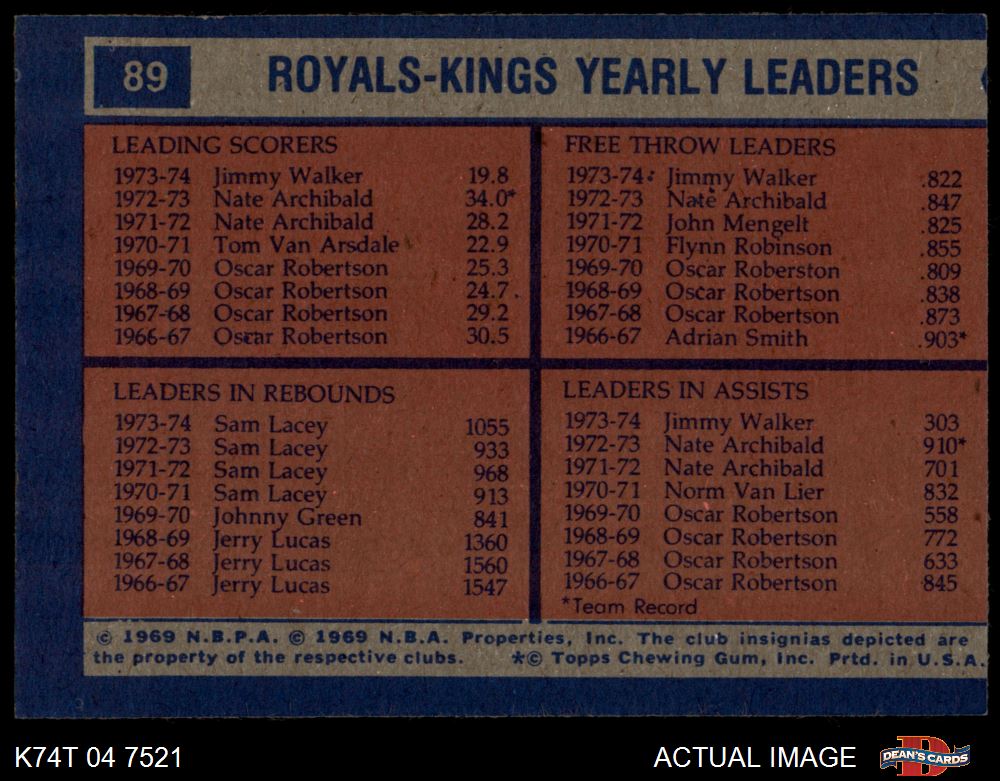 89 ROYALS-KINGS YEARLY LEADERS
LEADING SCORERS
1973-74 Jimmy Walker 19.8
1972-73 Nate Archibald 34.0*
1971-72 Nate Archibald 28.2
1970-71 Tom Van Arsdale 22.9
1969-70 Oscar Robertson 25.3
1968-69 Oscar Robertson 24.7
1967-68 Oscar Robertson 29.2
1966-67 Oscar Robertson 30.5
FREE THROW LEADERS
1973-74 Jimmy Walker .822
1972-73 Nate Archibald .847
1971-72 John Mengelt .825
1970-71 Flynn Robinson .855
1969-70 Oscar Roberston .809
1968-69 Oscar Robertson .838
1967-68 Oscar Robertson .873
1966-67 Adrian Smith .903*
LEADERS IN REBOUNDS
1973-74 Sam Lacey 1055
1972-73 Sam Lacey 933
1971-72 Sam Lacey 968
1970-71 Sam Lacey 913
1969-70 Johnny Green 841
1968-69 Jerry Lucas 1360
1967-68 Jerry Lucas 1560
1966-67 Jerry Lucas 1547
LEADERS IN ASSISTS
1973-74 Jimmy Walker 303
1972-73 Nate Archibald 910*
1971-72 Nate Archibald 701
1970-71 Norm Van Lier 832
1969-70 Oscar Robertson 558
1968-69 Oscar Robertson 772
1967-68 Oscar Robertson 633
1966-67 Oscar Robertson 845
*Team Record
© 1969 N.B.P.A. © 1969 N.B.A. Properties, Inc. The club insignias depicted are
the property of the respective clubs. *© Topps Chewing Gum, Inc. Prtd. in U.S.A.
K74T 04 7521 ACTUAL IMAGE DEAN'S CARDS